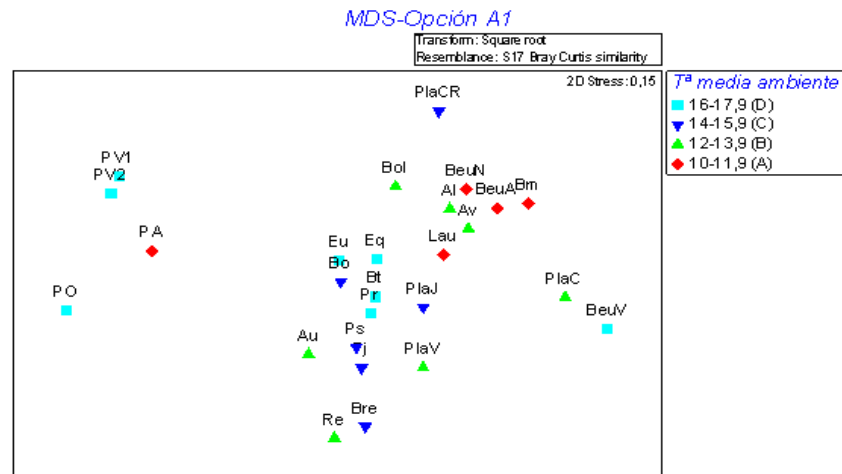 MDS-Opción A1
Transform: Square root
Resemblance: S17 Bray Curtis similarity
2D Stress: 0,15
Tª media ambiente
16-17,9 (D)
14-15,9 (C)
12-13,9 (B)
10-11,9 (A)
PlaCR
PV1
PV2
Bol
BeuN
Al
BeuA
Bm
Av
PA
Eu
Eq
Lau
Bo
Bt
PlaC
PO
Pr
PlaJ
BeuV
Au
Ps
PlaV
Re
Bre